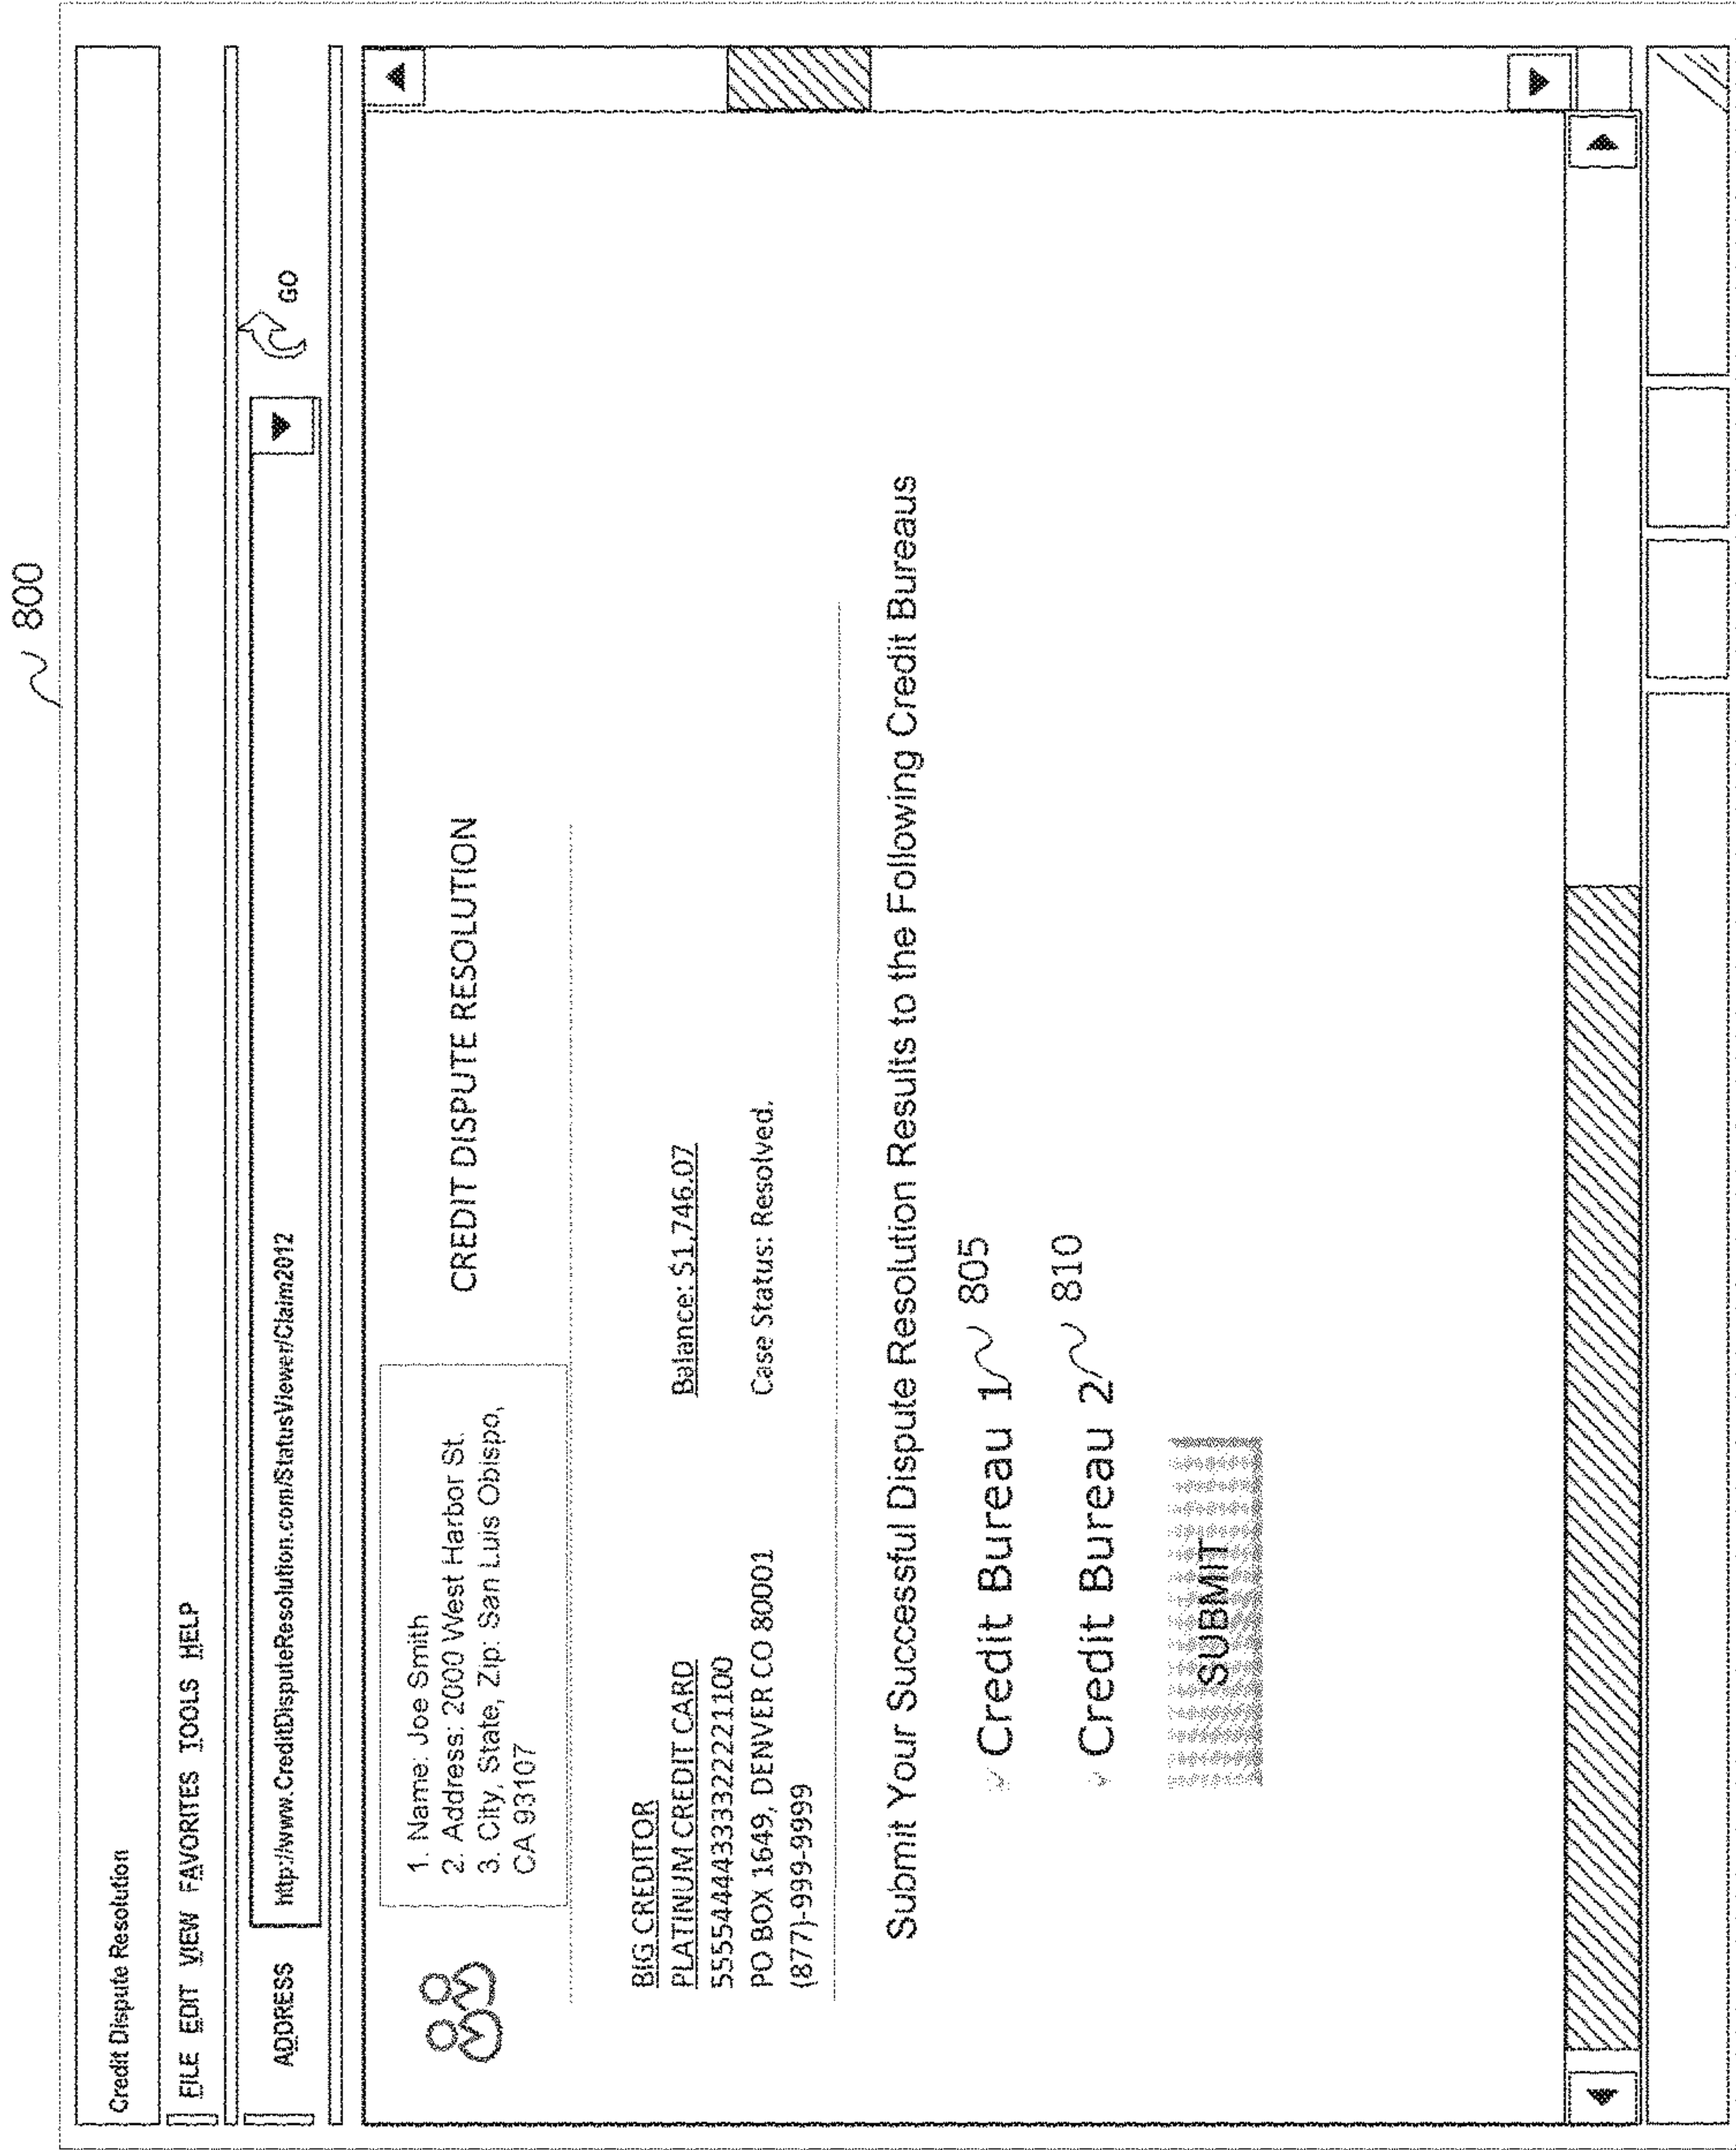 800
Credit Dispute Resolution
FILE EDIT VIEW FAVORITES TOOLS HELP
ADDRESS http://www.CreditDisputeResolution.com/StatusViewer/Claim2012 GO
1. Name: Joe Smith
2. Address: 2000 West Harbor St.
3. City, State, Zip: San Luis Obispo,
CA 93107
CREDIT DISPUTE RESOLUTION
BIG CREDITOR
PLATINUM CREDIT CARD Balance: $1,746.07
55554444333322221100
PO BOX 1649, DENVER CO 80001 Case Status: Resolved.
(877)-999-9999
Submit Your Successful Dispute Resolution Results to the Following Credit Bureaus
Credit Bureau 1 805
Credit Bureau 2 810
SUBMIT